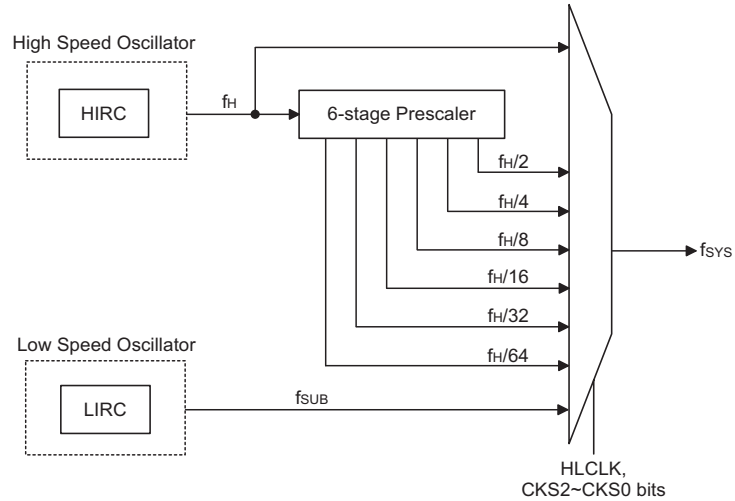 High Speed Oscillator
HIRC
fH
6-stage Prescaler
fH/2
fH/4
fH/8
fH/16
fH/32
fH/64
fSYS
Low Speed Oscillator
LIRC
fSUB
HLCLK,
CKS2~CKS0 bits